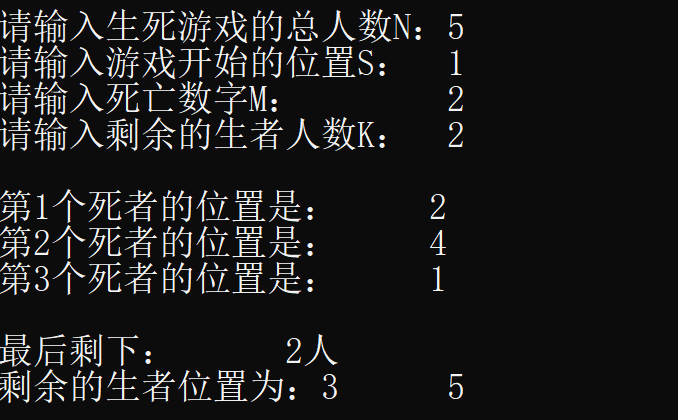 请输入生死游戏的总人数N：5
请输入游戏开始的位置S：  1
请输入死亡数字M：        2
请输入剩余的生者人数K：  2
第1个死者的位置是：      2
第2个死者的位置是：      4
第3个死者的位置是：      1
最后剩下：      2人
剩余的生者位置为：3      5